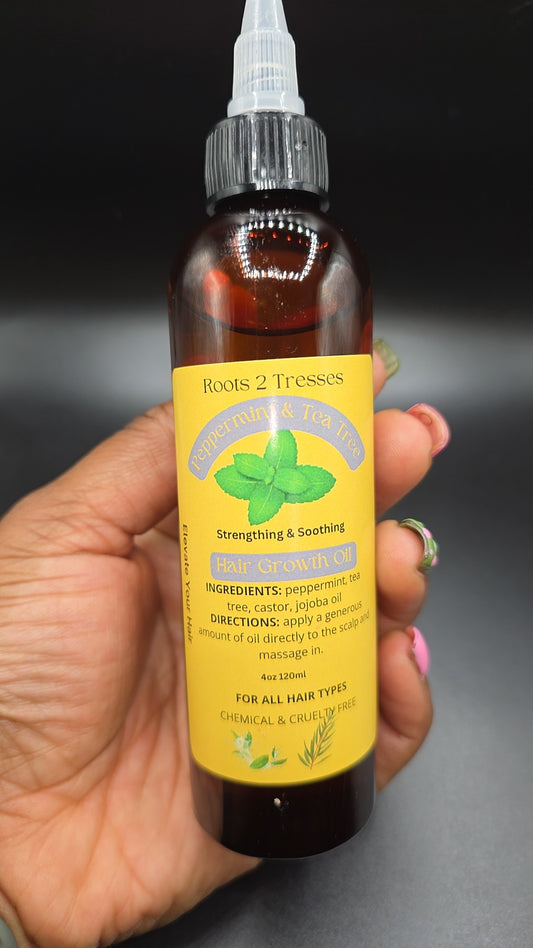 Roots 2 Tresses
Peppermint & Tea Tree
Strengthing & Soothing
Hair Growth Oil
INGREDIENTS: peppermint, tea
tree, castor, jojoba oil
DIRECTIONS: apply a generous
amount of oil directly to the scalp and
massage in.
4oz 120ml
FOR ALL HAIR TYPES
CHEMICAL & CRUELTY FREE
Elevate Your Hair